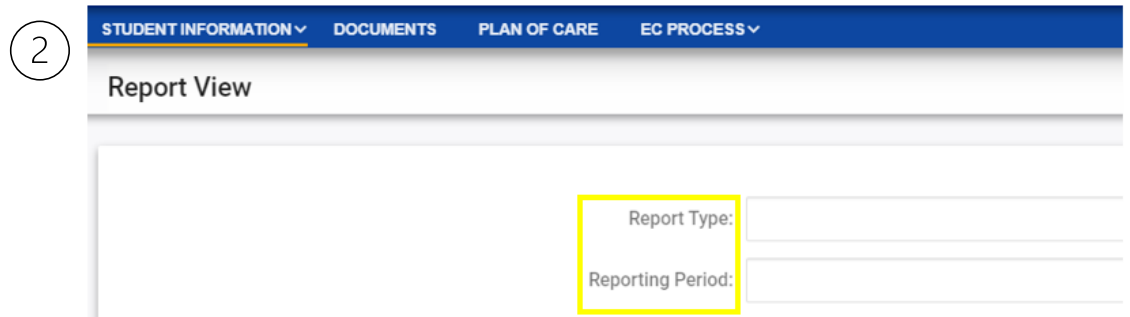 2
STUDENT INFORMATION DOCUMENTS PLAN OF CARE EC PROCESS
Report View
Report Type:
Reporting Period: